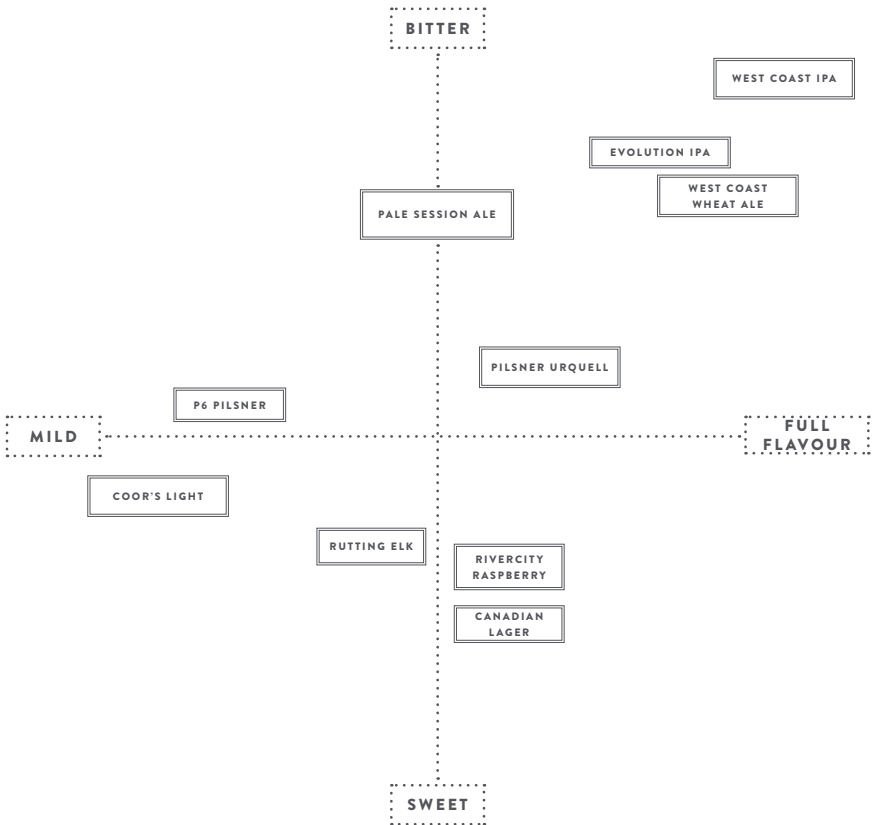 BITTER
WEST COAST IPA
EVOLUTION IPA
WEST COAST
WHEAT ALE
PALE SESSION ALE
PILSNER URQUELL
P6 PILSNER
MILD
FULL
FLAVOUR
COOR'S LIGHT
RUTTING ELK
RIVERCITY
RASPBERRY
CANADIAN
LAGER
SWEET